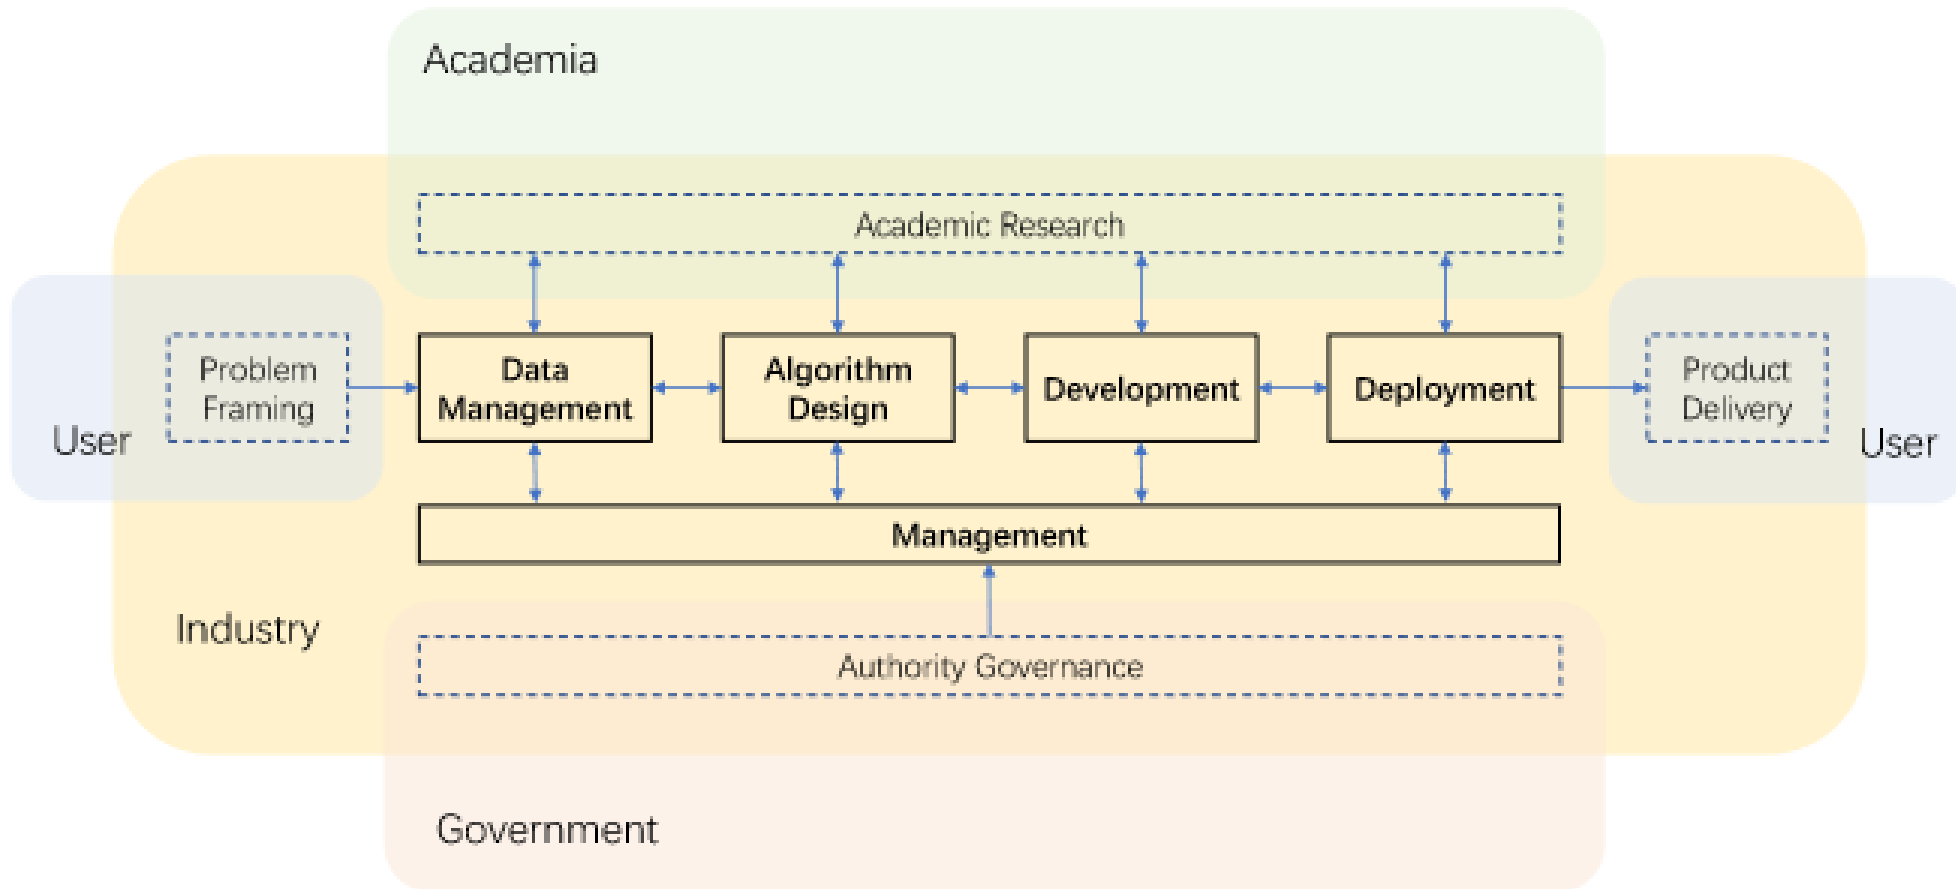 Academia
Academic Research
Problem
Framing
Data
Management
Algorithm
Design
Development
Deployment
Product
Delivery
User
User
Management
Industry
Authority Governance
Government